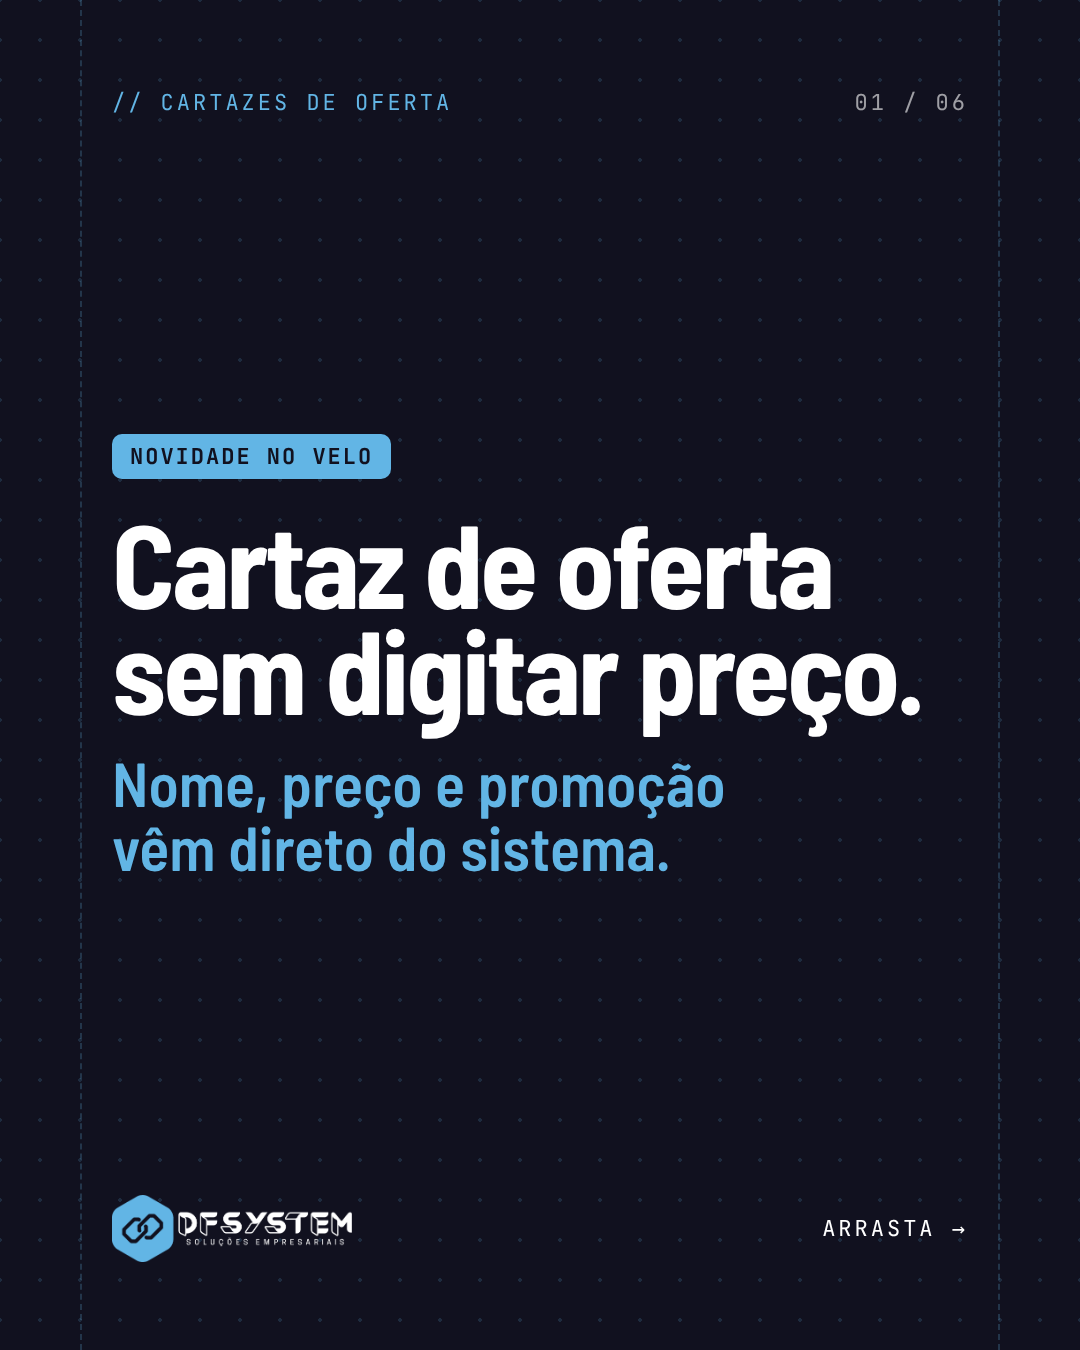 // CARTAZES DE OFERTA
01 / 06
NOVIDADE NO VELO
Cartaz de oferta
sem digitar preço.
Nome, preço e promoção
vêm direto do sistema.
DFSYSTEM
SOLUÇÕES EMPRESARIAIS
ARRASTA →